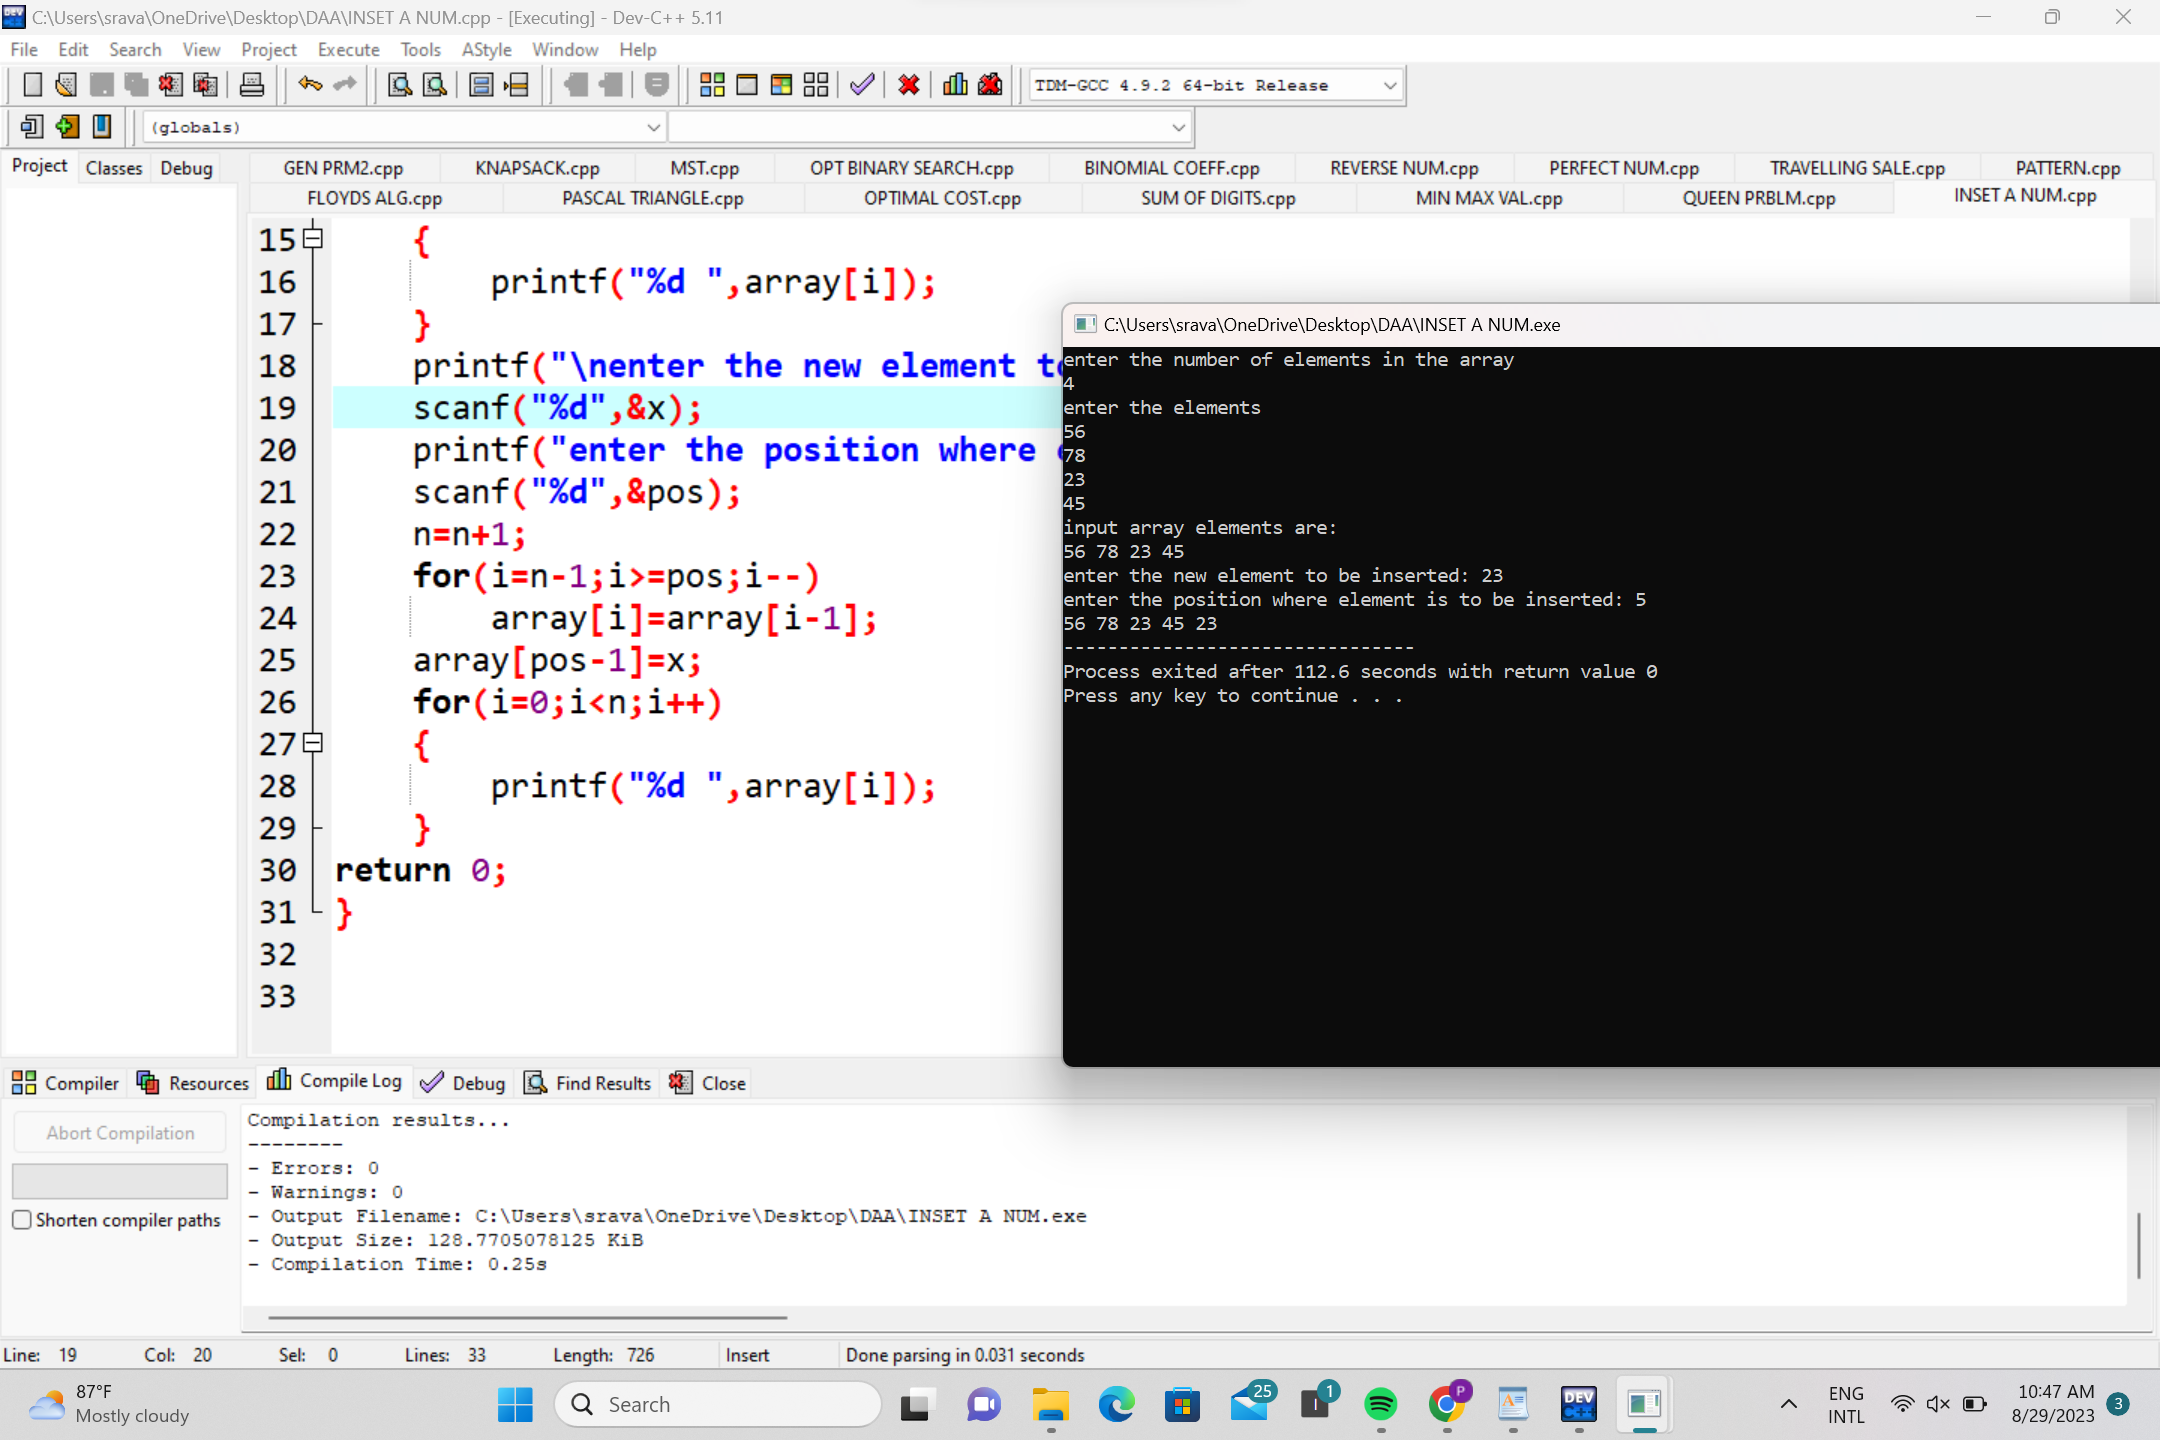 C:\Users\srava\OneDrive\Desktop\DAA\INSET A NUM.cpp - [Executing] - Dev-C++ 5.11
File Edit Search View Project Execute Tools AStyle Window Help
TDM-GCC 4.9.2 64-bit Release
(globals)
Project Classes Debug
GEN PRM2.cpp KNAPSACK.cpp MST.cpp OPT BINARY SEARCH.cpp BINOMIAL COEFF.cpp REVERSE NUM.cpp PERFECT NUM.cpp TRAVELLING SALE.cpp PATTERN.cpp
FLOYDS ALG.cpp PASCAL TRIANGLE.cpp OPTIMAL COST.cpp SUM OF DIGITS.cpp MIN MAX VAL.cpp QUEEN PRBLM.cpp INSET A NUM.cpp
15 {
16 printf("%d ",array[i]);
17 }
18 printf("\nenter the new element to
19 scanf("%d",&x);
20 printf("enter the position where
21 scanf("%d",&pos);
22 n=n+1;
23 for(i=n-1;i>=pos;i--)
24 array[i]=array[i-1];
25 array[pos-1]=x;
26 for(i=0;i<n;i++)
27 {
28 printf("%d ",array[i]);
29 }
30 return 0;
31 }
32
33
C:\Users\srava\OneDrive\Desktop\DAA\INSET A NUM.exe
enter the number of elements in the array
4
enter the elements
56
78
23
45
input array elements are:
56 78 23 45
enter the new element to be inserted: 23
enter the position where element is to be inserted: 5
56 78 23 45 23
--------------------------------
Process exited after 112.6 seconds with return value 0
Press any key to continue . . .
Compiler Resources Compile Log Debug Find Results Close
Abort Compilation
Shorten compiler paths
Compilation results...
--------
- Errors: 0
- Warnings: 0
- Output Filename: C:\Users\srava\OneDrive\Desktop\DAA\INSET A NUM.exe
- Output Size: 128.7705078125 KiB
- Compilation Time: 0.25s
Line: 19 Col: 20 Sel: 0 Lines: 33 Length: 726 Insert Done parsing in 0.031 seconds
87°F
Mostly cloudy
Search
25
1
P
DEV
C++
ENG
INTL
10:47 AM
8/29/2023
3